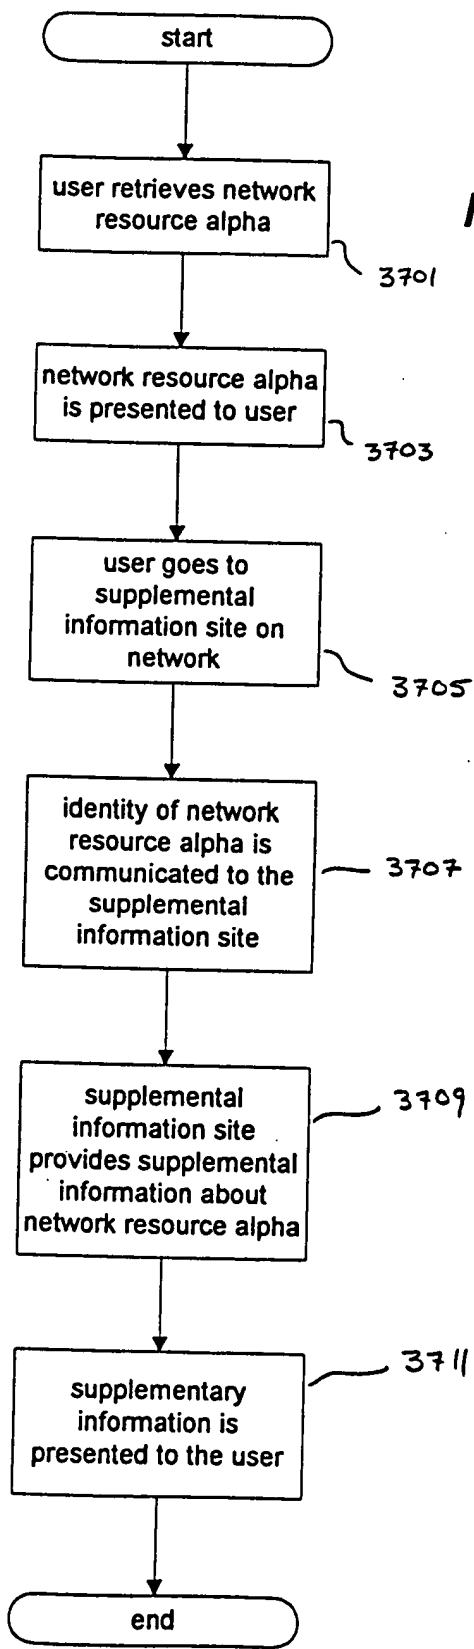 start
user retrieves network
resource alpha
3701
network resource alpha
is presented to user
3703
user goes to
supplemental
information site on
network
3705
identity of network
resource alpha is
communicated to the
supplemental
information site
3707
supplemental
information site
provides supplemental
information about
network resource alpha
3709
supplementary
information is
presented to the user
3711
end